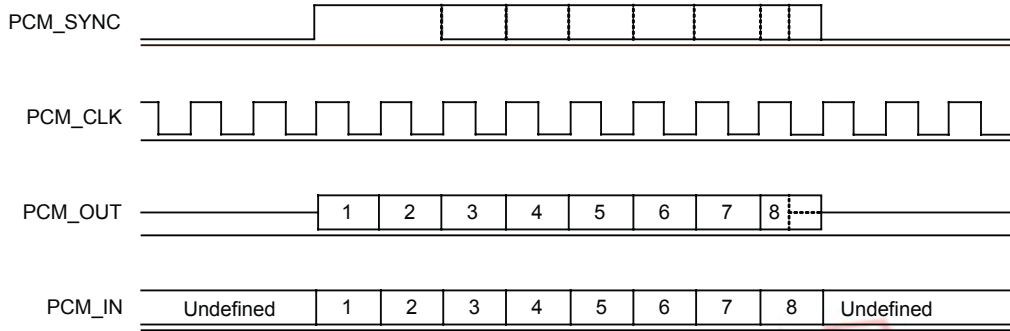 PCM_SYNC
PCM_CLK
PCM_OUT 1 2 3 4 5 6 7 8
PCM_IN Undefined 1 2 3 4 5 6 7 8 Undefined